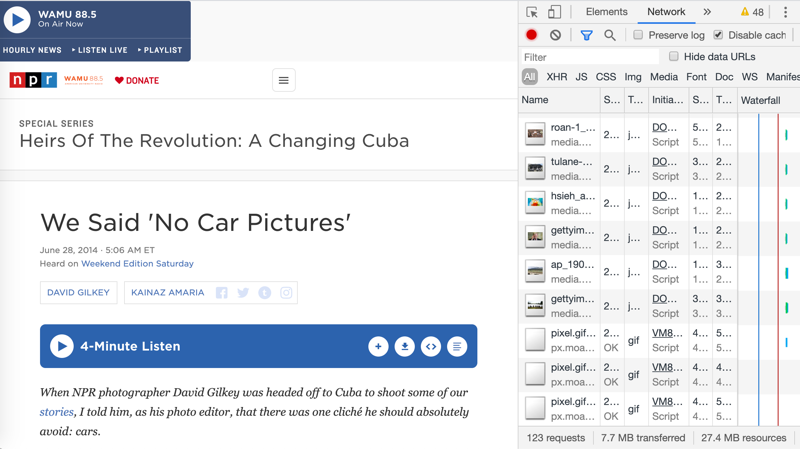 WAMU 88.5
On Air Now
HOURLY NEWS
LISTEN LIVE
PLAYLIST
npr
WAMU 88.5
DONATE
SPECIAL SERIES
Heirs Of The Revolution: A Changing Cuba
We Said 'No Car Pictures'
June 28, 2014 · 5:06 AM ET
Heard on Weekend Edition Saturday
DAVID GILKEY
KAINAZ AMARIA
4-Minute Listen
When NPR photographer David Gilkey was headed off to Cuba to shoot some of our
stories, I told him, as his photo editor, that there was one cliché he should absolutely
avoid: cars.
Elements Network » 48
Preserve log Disable cach
Filter Hide data URLs
All XHR JS CSS Img Media Font Doc WS Manifes
Name S... T... Initia... S... T... Waterfall
roan-1_... 2... j... DO... 5... 2...
media.... Script 5... 1...
tulane-... 2... j... DO... 3... 2...
media.... Script 3... 2...
hsieh_a... 2... j... DO... 1... 2...
media.... Script 1... 2...
gettyim... 2... j... DO... 1... 2...
media.... Script 1... 2...
ap_190... 2... j... DO... 2... 3...
media.... Script 2... 2...
gettyim... 2... j... DO... 3... 3...
media.... Script 3... 3...
pixel.gif... 2... gif VM8... 4... 5...
px.moa... OK Script 4... 5...
pixel.gif... 2... gif VM8... 4... 5...
px.moa... OK Script 4... 5...
pixel.gif... 2... gif VM8... 4... 5...
px.moa... OK Script 4... 5...
123 requests 7.7 MB transferred 27.4 MB resources